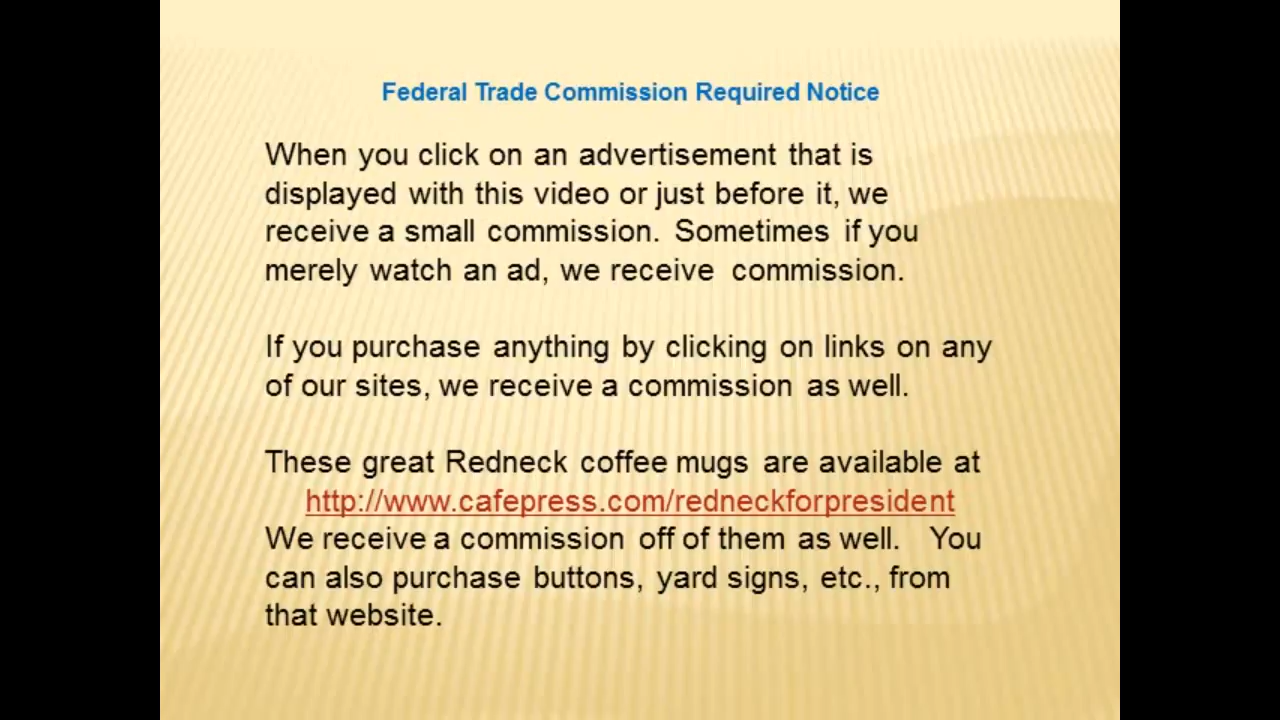 Federal Trade Commission Required Notice
When you click on an advertisement that is
displayed with this video or just before it, we
receive a small commission. Sometimes if you
merely watch an ad, we receive commission.
If you purchase anything by clicking on links on any
of our sites, we receive a commission as well.
These great Redneck coffee mugs are available at
http://www.cafepress.com/redneckforpresident
We receive a commission off of them as well. You
can also purchase buttons, yard signs, etc., from
that website.